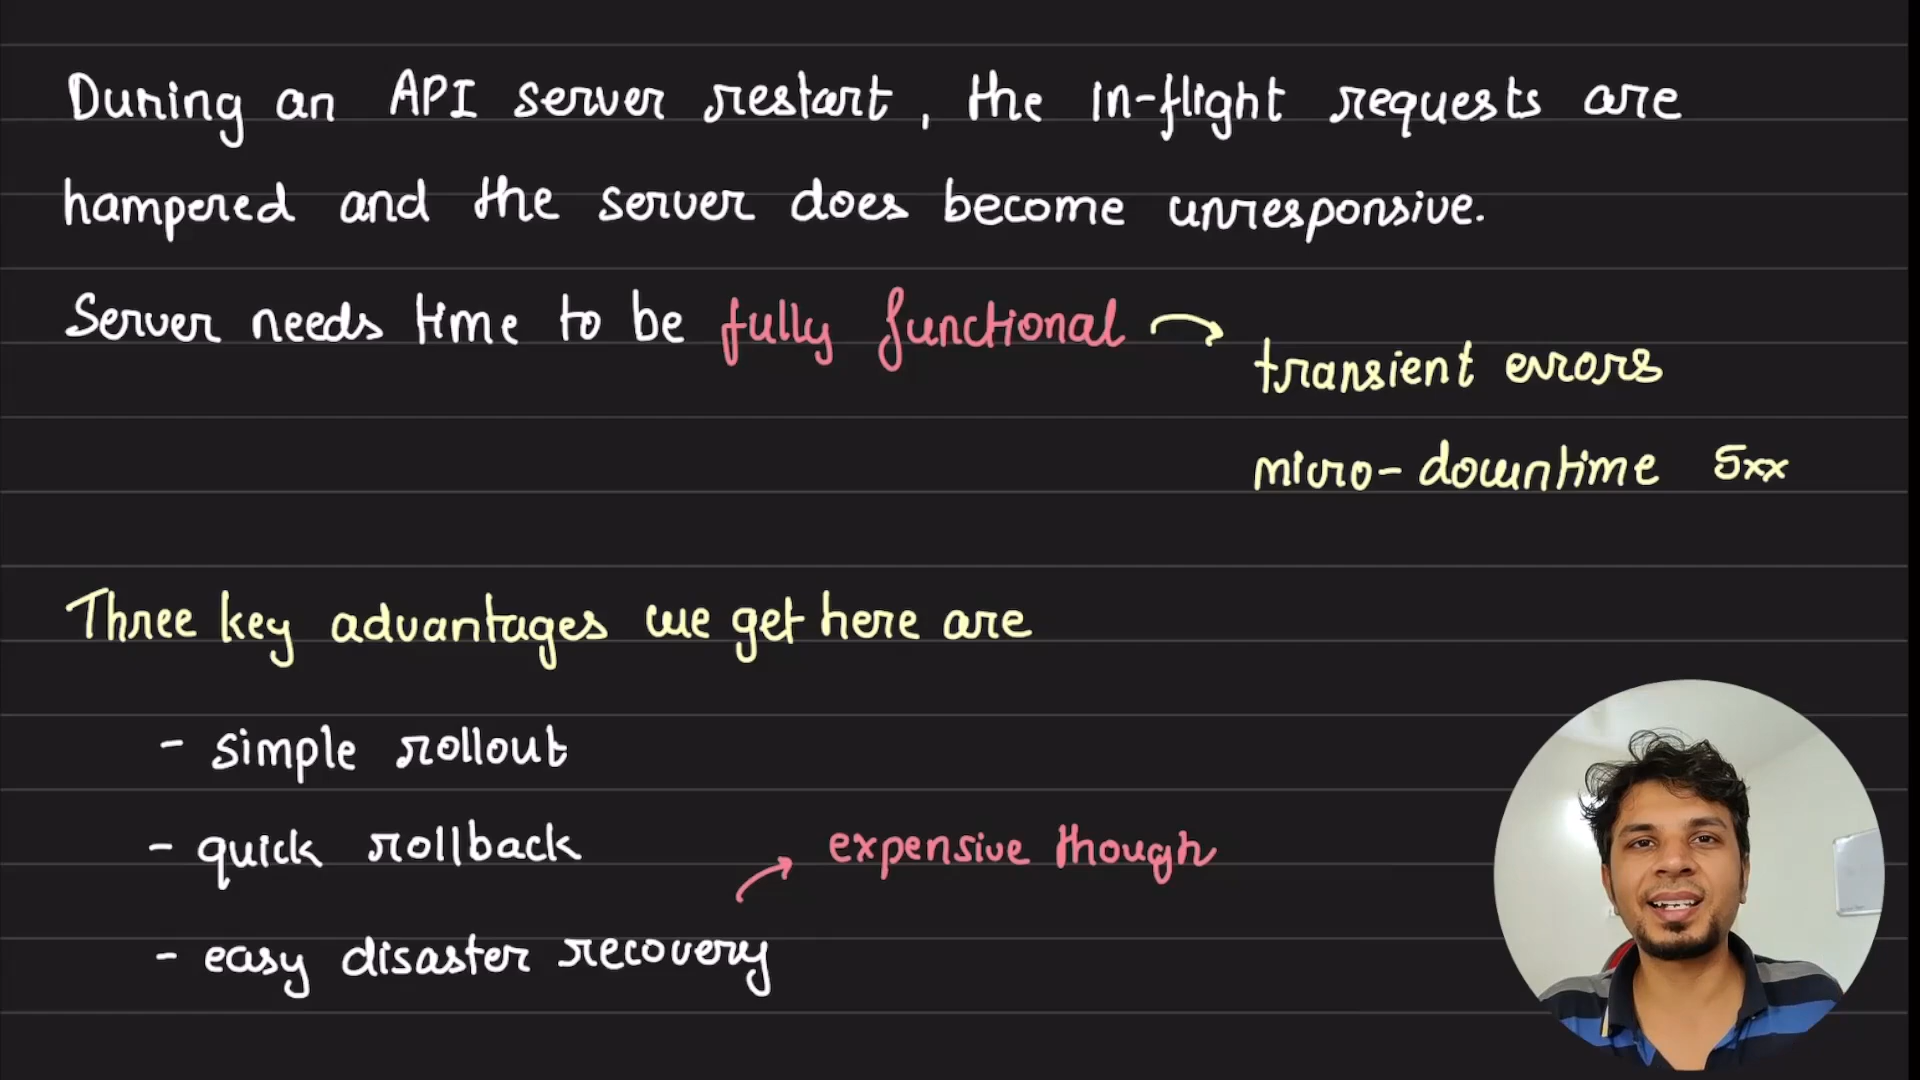 During an API server restart, the in-flight requests are
hampered and the server does become unresponsive.
Server needs time to be fully functional
transient errors
micro-downtime 5xx
Three key advantages we get here are
- simple rollout
- quick rollback
expensive though
- easy disaster recovery